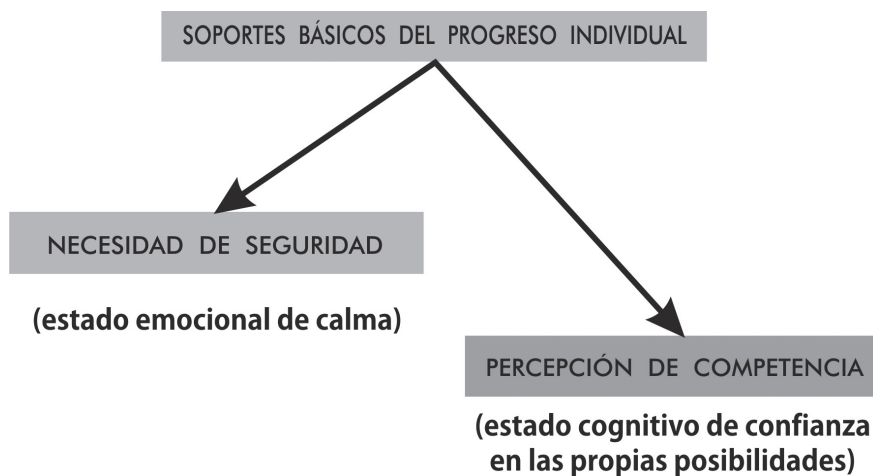 SOPORTES BÁSICOS DEL PROGRESO INDIVIDUAL
NECESIDAD DE SEGURIDAD
(estado emocional de calma)
PERCEPCIÓN DE COMPETENCIA
(estado cognitivo de confianza
en las propias posibilidades)